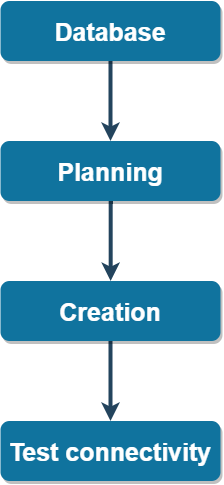 Database
Planning
Creation
Test connectivity